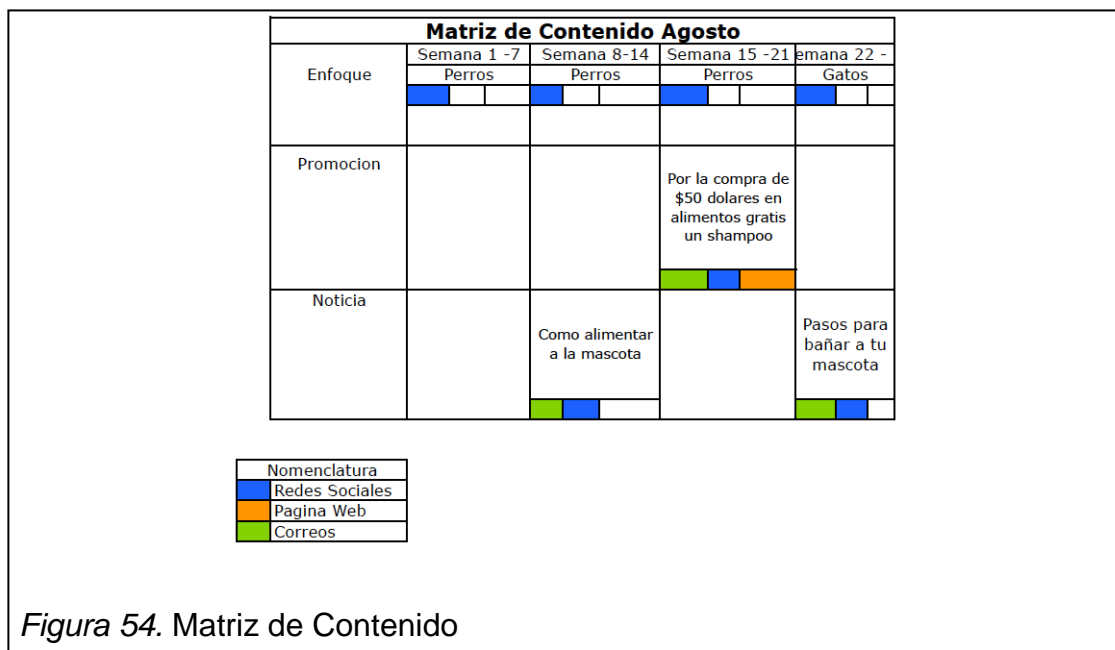 Matriz de Contenido Agosto
Enfoque
Semana 1 -7
Semana 8-14
Semana 15 -21
emana 22 -
Perros
Perros
Perros
Gatos
Promocion
Por la compra de
$50 dolares en
alimentos gratis
un shampoo
Noticia
Como alimentar
a la mascota
Pasos para
bañar a tu
mascota
Nomenclatura
Redes Sociales
Pagina Web
Correos
Figura 54. Matriz de Contenido